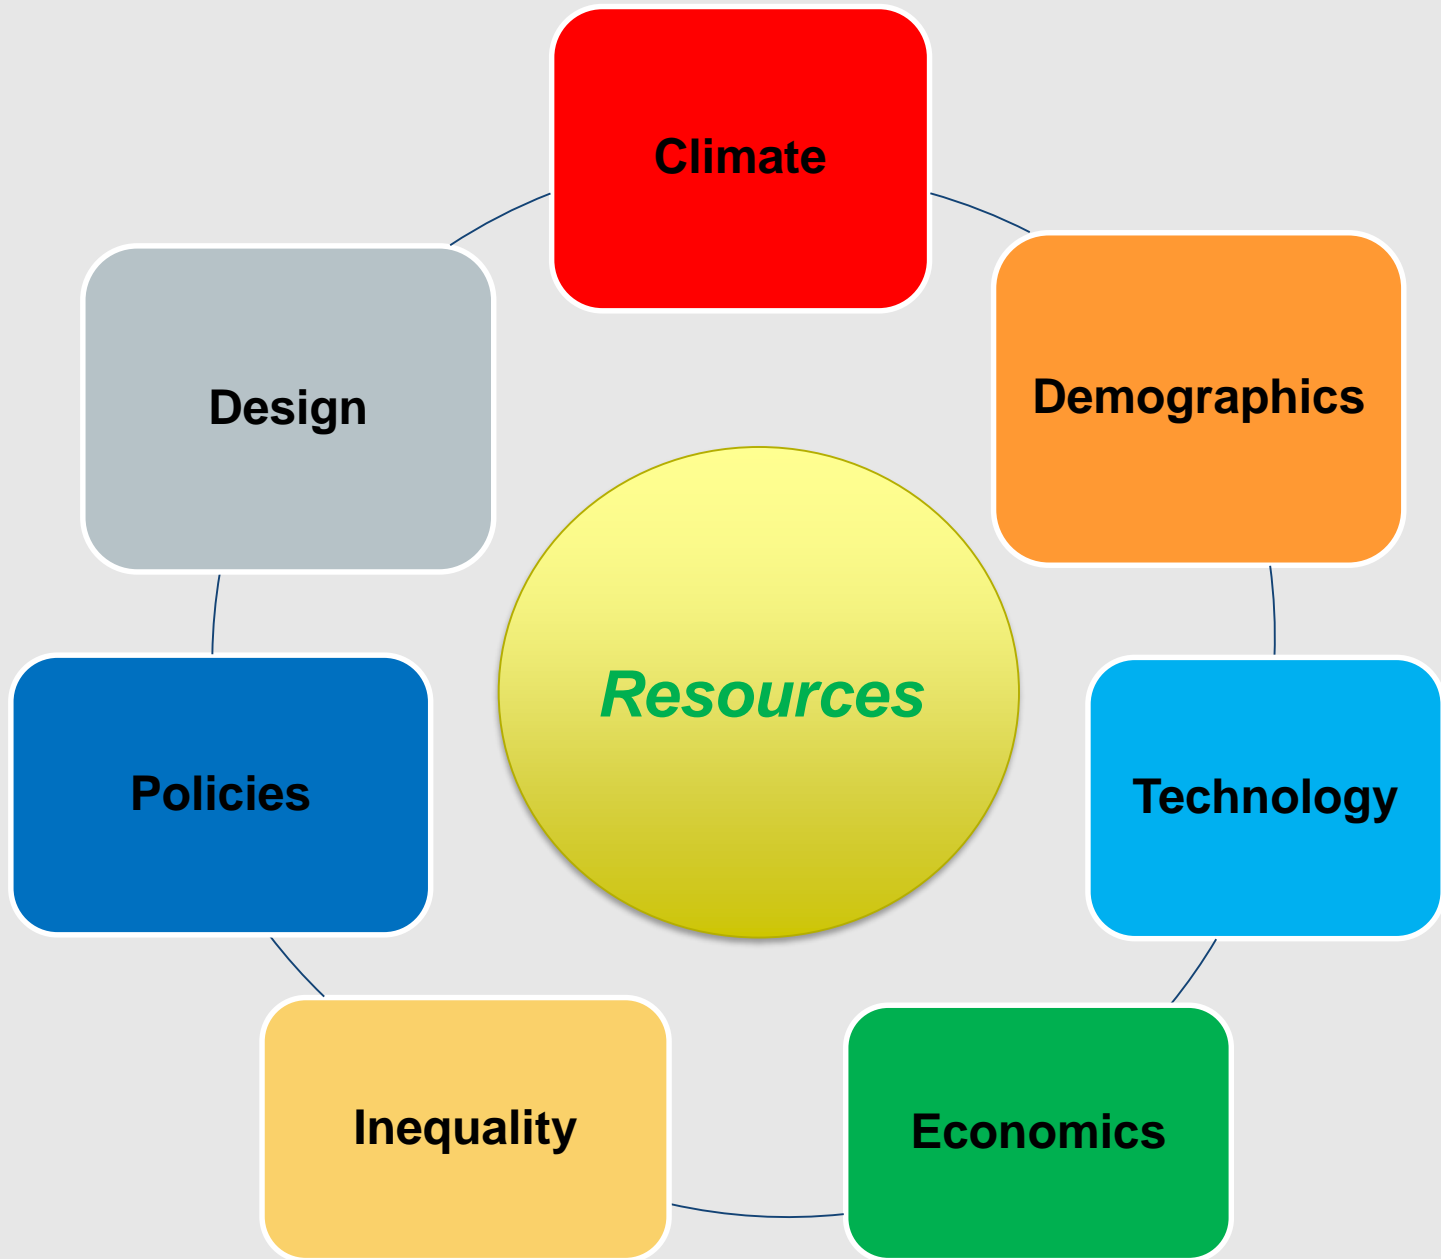 Climate
Demographics
Technology
Economics
Inequality
Policies
Design
Resources